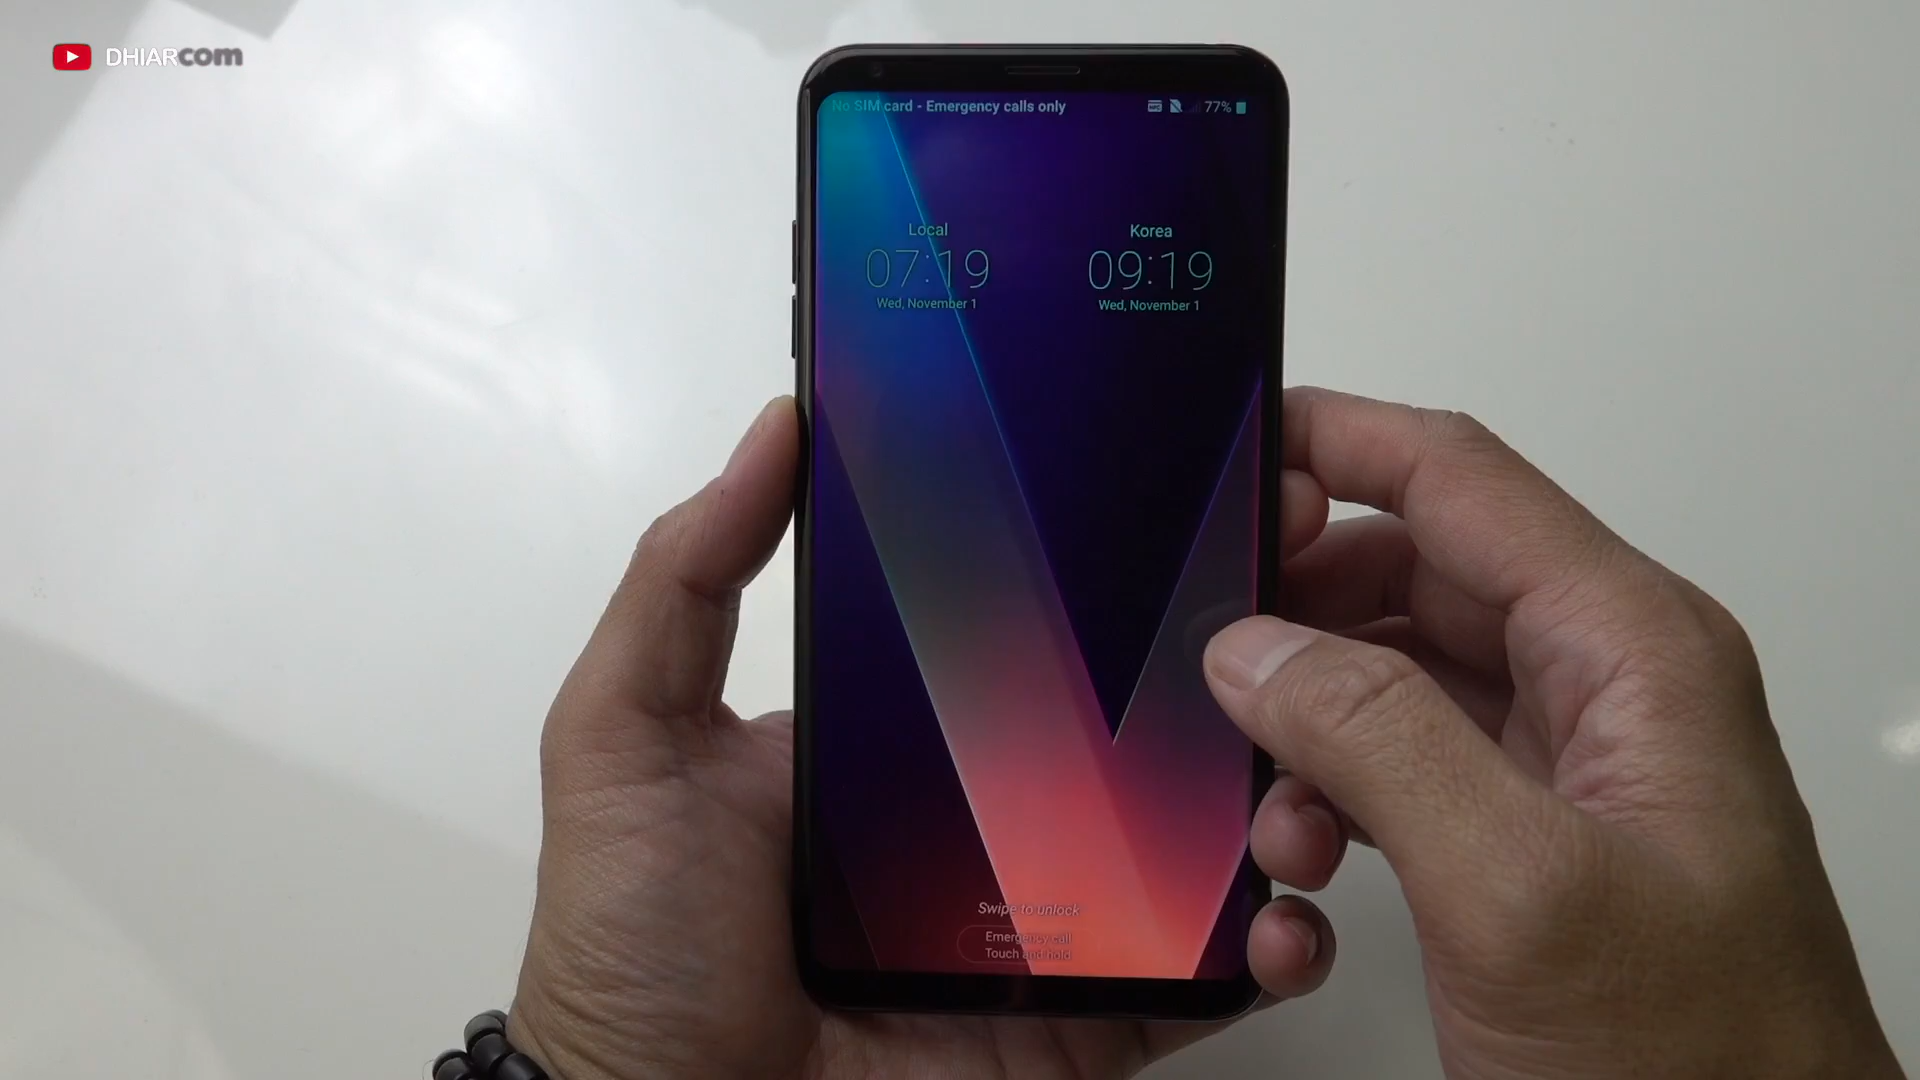 DHIARcom
No SIM card - Emergency calls only
NFC
77%
Local
07:19
Wed, November 1
Korea
09:19
Wed, November 1
Swipe to unlock
Emergency call
Touch and hold